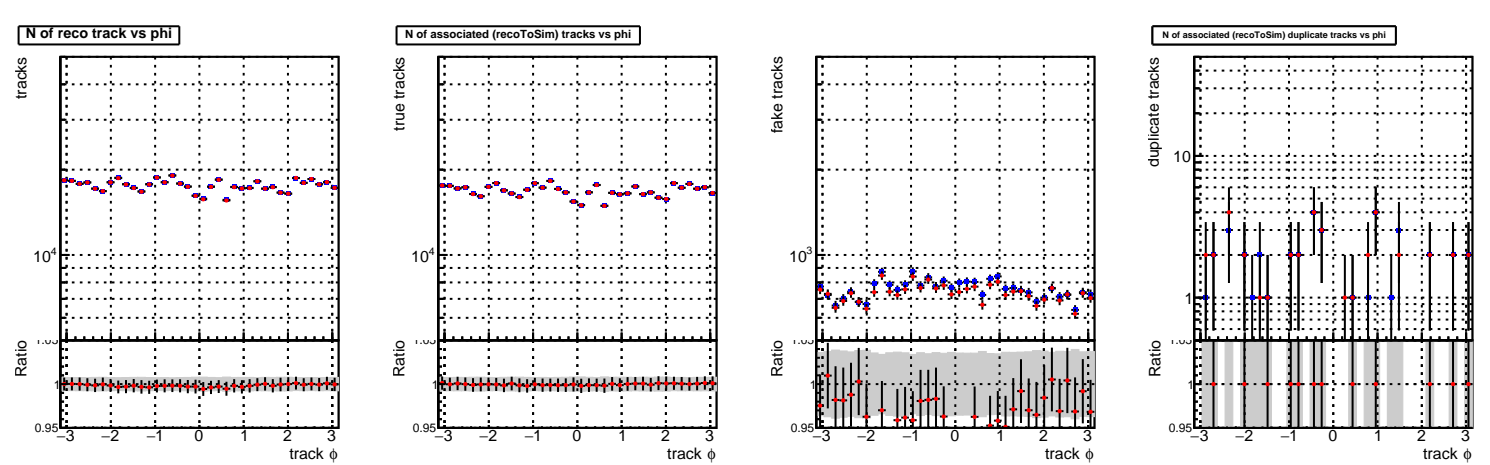 N of reco track vs phi
tracks
10⁴
Ratio
1
0.95
−3 −2 −1 0 1 2 3
track ϕ
N of associated (recoToSim) tracks vs phi
true tracks
10⁴
Ratio
1
0.95
−3 −2 −1 0 1 2 3
track ϕ
fake tracks
10³
Ratio
1
0.95
−3 −2 −1 0 1 2 3
track ϕ
N of associated (recoToSim) duplicate tracks vs phi
duplicate tracks
10
1
Ratio
1
0.95
−3 −2 −1 0 1 2 3
track ϕ